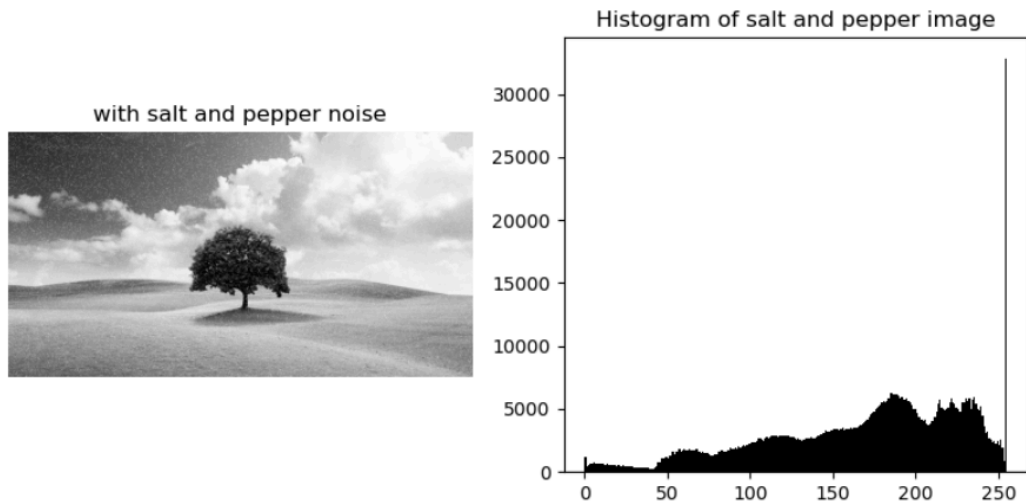 with salt and pepper noise
Histogram of salt and pepper image
30000
25000
20000
15000
10000
5000
0
0 50 100 150 200 250